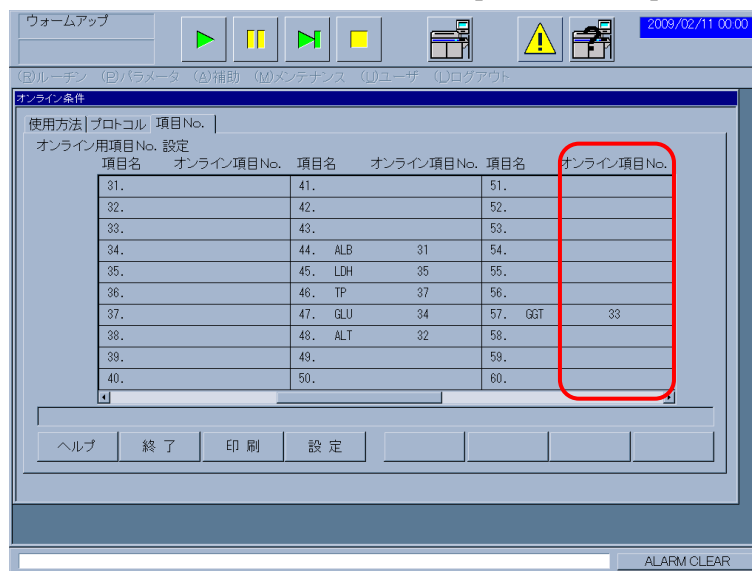 ウォームアップ
2009/02/11 00:00
(R)ルーチン (P)パラメータ (A)補助 (M)メンテナンス (U)ユーザ (L)ログアウト
オンライン条件
使用方法 プロトコル 項目No.
オンライン用項目No. 設定
項目名 オンライン項目No. 項目名 オンライン項目No. 項目名 オンライン項目No.
31. 41. 51.
32. 42. 52.
33. 43. 53.
34. 44. ALB 31 54.
35. 45. LDH 35 55.
36. 46. TP 37 56.
37. 47. GLU 34 57. GGT 33
38. 48. ALT 32 58.
39. 49. 59.
40. 50. 60.
ヘルプ 終 了 印 刷 設 定
ALARM CLEAR